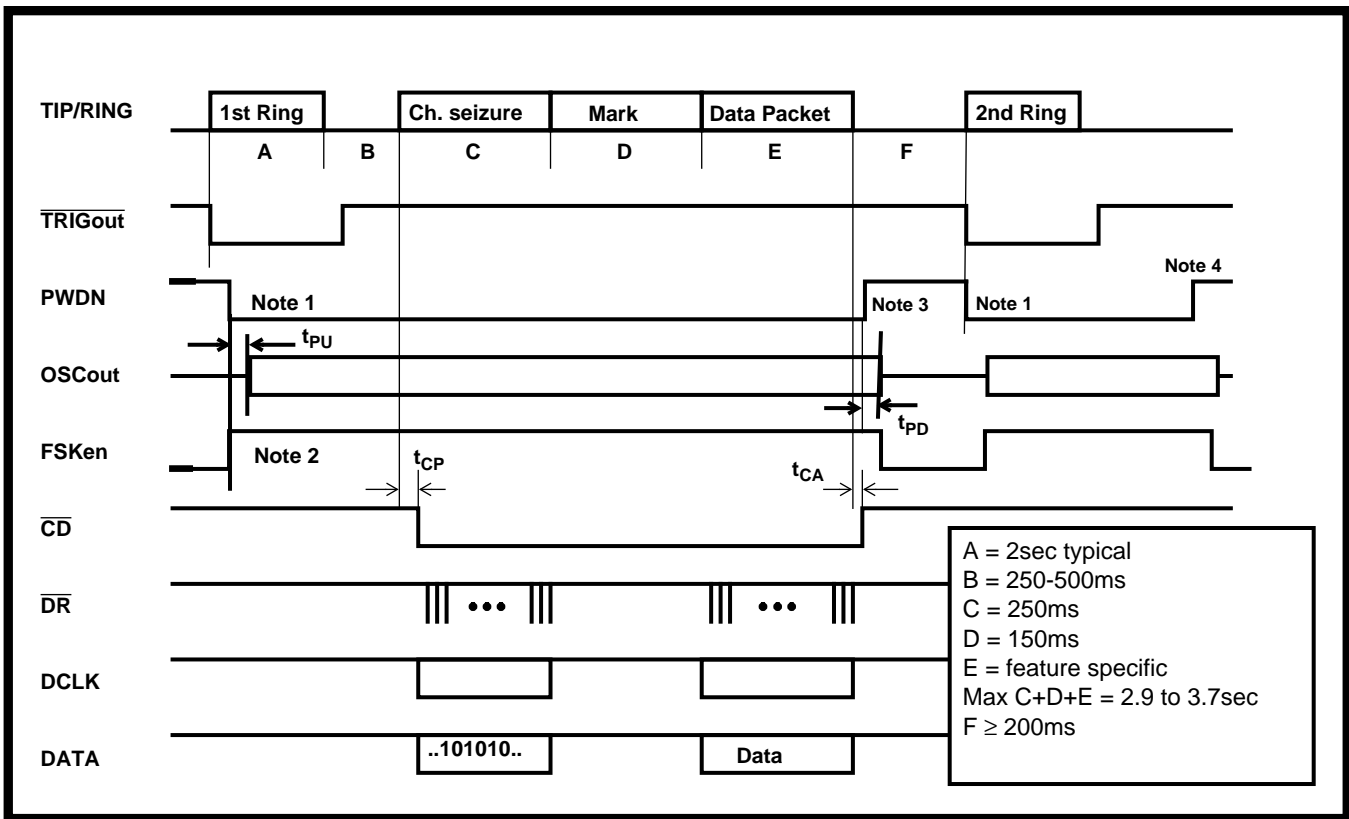 TIP/RING 1st Ring Ch. seizure Mark Data Packet 2nd Ring
A B C D E F
TRIGout
Note 4
PWDN Note 1 Note 3 Note 1
tPU
OSCout
tPD
FSKen Note 2 tCP tCA
CD
A = 2sec typical
B = 250-500ms
DR
C = 250ms
D = 150ms
E = feature specific
DCLK
Max C+D+E = 2.9 to 3.7sec
F ≥ 200ms
DATA ..101010.. Data